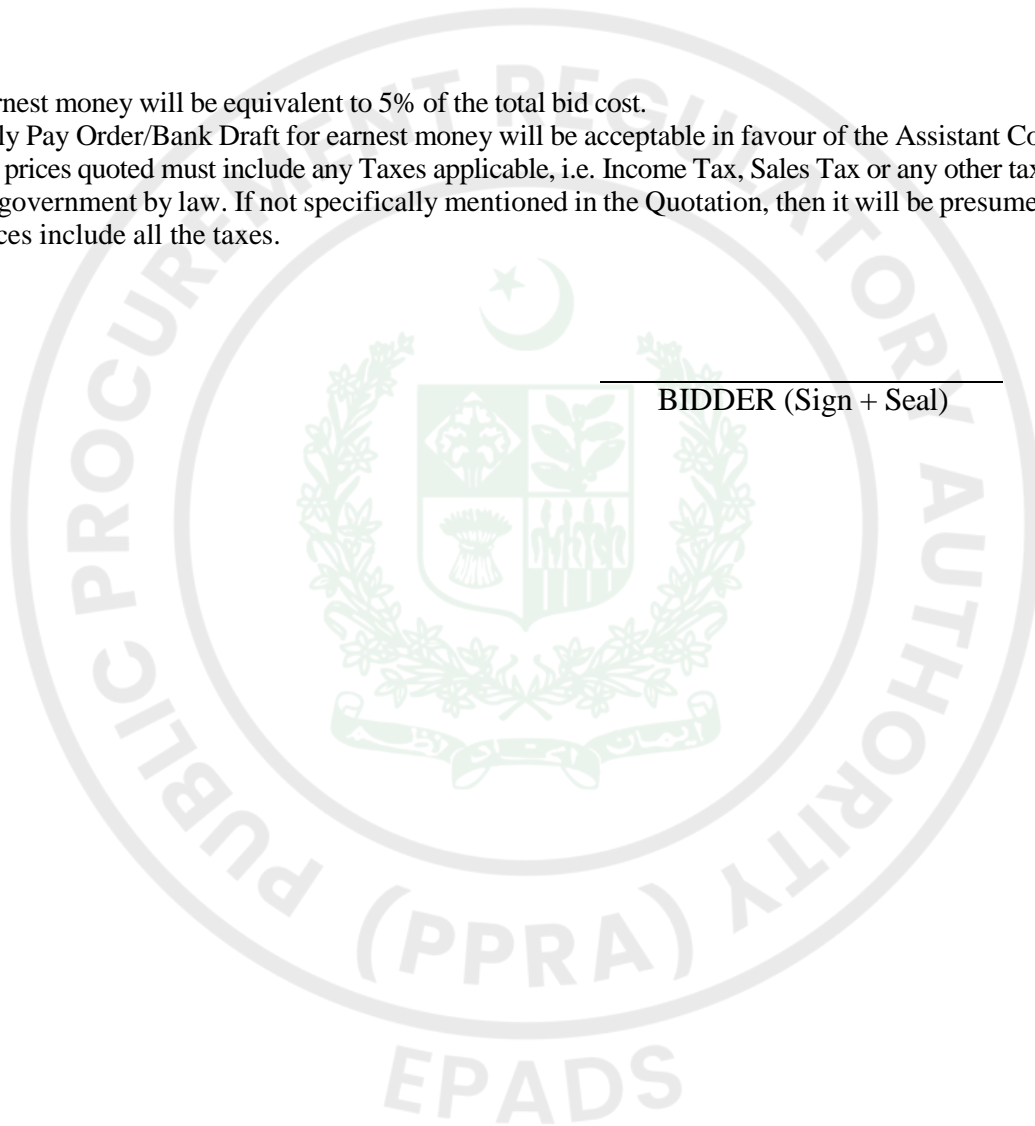 rnest money will be equivalent to 5% of the total bid cost.
ly Pay Order/Bank Draft for earnest money will be acceptable in favour of the Assistant Co
prices quoted must include any Taxes applicable, i.e. Income Tax, Sales Tax or any other tax
government by law. If not specifically mentioned in the Quotation, then it will be presume
ces include all the taxes.
BIDDER (Sign + Seal)
PUBLIC PROCUREMENT REGULATORY AUTHORITY
(PPRA)
EPADS